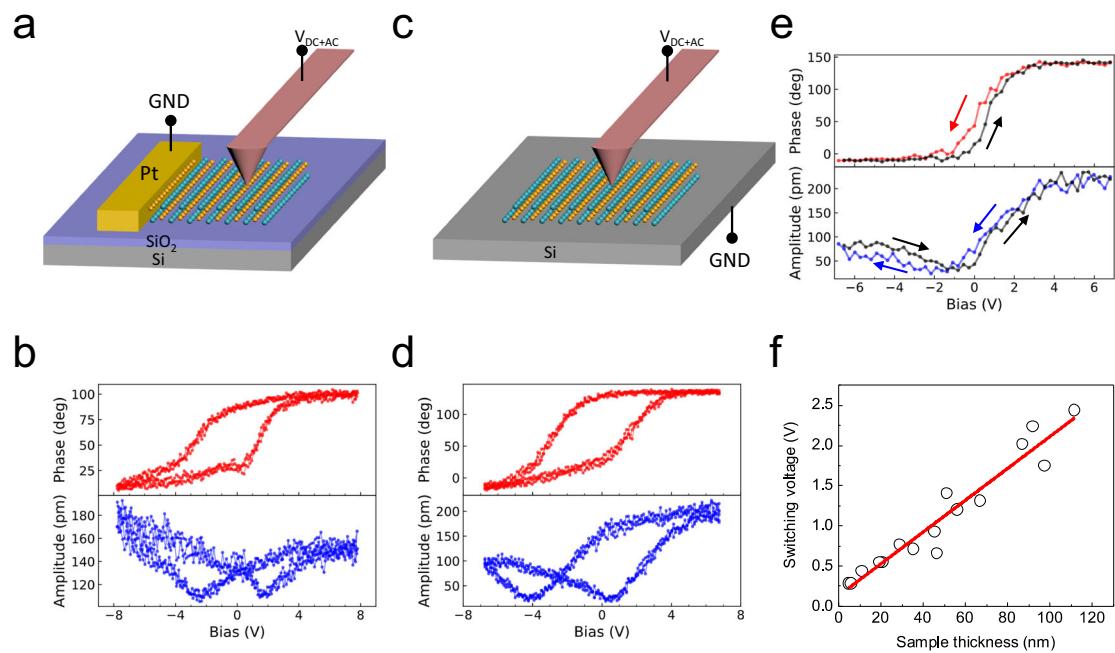 a
V_DC+AC
GND
Pt
SiO2
Si
c
V_DC+AC
Si
GND
e
Phase (deg)
150
100
50
0
Amplitude (pm)
200
150
100
50
−6 −4 −2 0 2 4 6
Bias (V)
b
Phase (deg)
100
75
50
25
Amplitude (pm)
180
160
140
120
−8 −4 0 4 8
Bias (V)
d
Phase (deg)
100
50
0
Amplitude (pm)
200
150
100
50
−8 −4 0 4 8
Bias (V)
f
Switching voltage (V)
2.5
2.0
1.5
1.0
0.5
0.0
0 20 40 60 80 100 120
Sample thickness (nm)